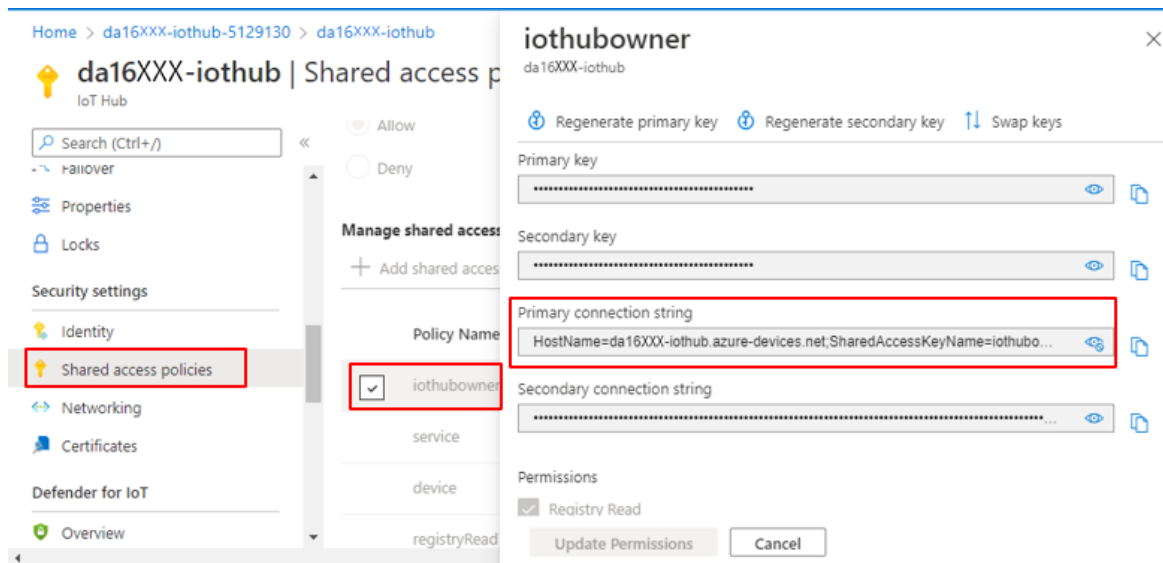 Home > da16XXX-iothub-5129130 > da16XXX-iothub
da16XXX-iothub | Shared access p
IoT Hub
Search (Ctrl+/)
«
Failover
Properties
Locks
Security settings
Identity
Shared access policies
Networking
Certificates
Defender for IoT
Overview
Allow
Deny
Manage shared access
Add shared acces
Policy Name
iothubowner
service
device
registryRead
iothubowner
da16XXX-iothub
Regenerate primary key Regenerate secondary key Swap keys
Primary key
Secondary key
Primary connection string
HostName=da16XXX-iothub.azure-devices.net;SharedAccessKeyName=iothubo...
Secondary connection string
Permissions
Registry Read
Update Permissions Cancel